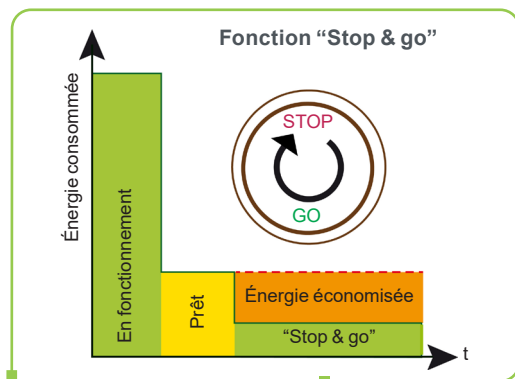 Fonction “Stop & go”
Énergie consommée
STOP
GO
En fonctionnement
Prêt
Énergie économisée
“Stop & go”
t